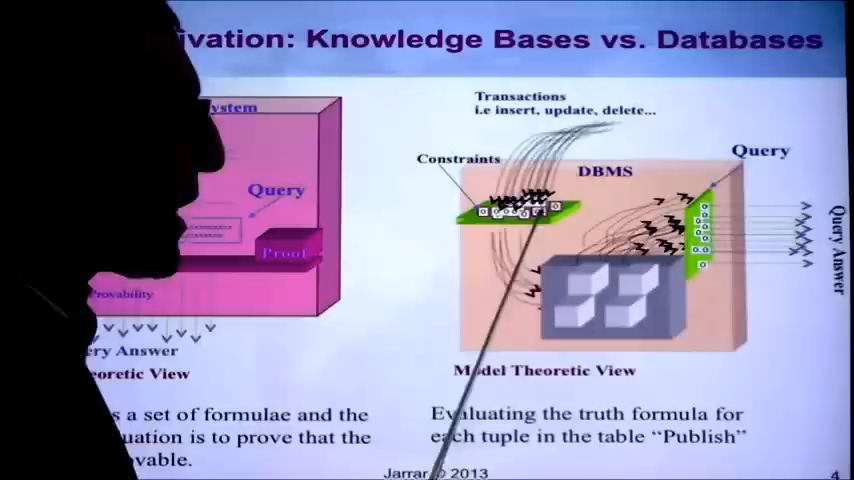 ivation: Knowledge Bases vs. Databases
ystem
Query
Proof
Provability
ery Answer
eoretic View
s a set of formulae and the
uation is to prove that the
ovable.
Transactions
i.e insert, update, delete...
Constraints
DBMS
Query
Query Answer
Model Theoretic View
Evaluating the truth formula for
each tuple in the table “Publish”
Jarrar © 2013
4